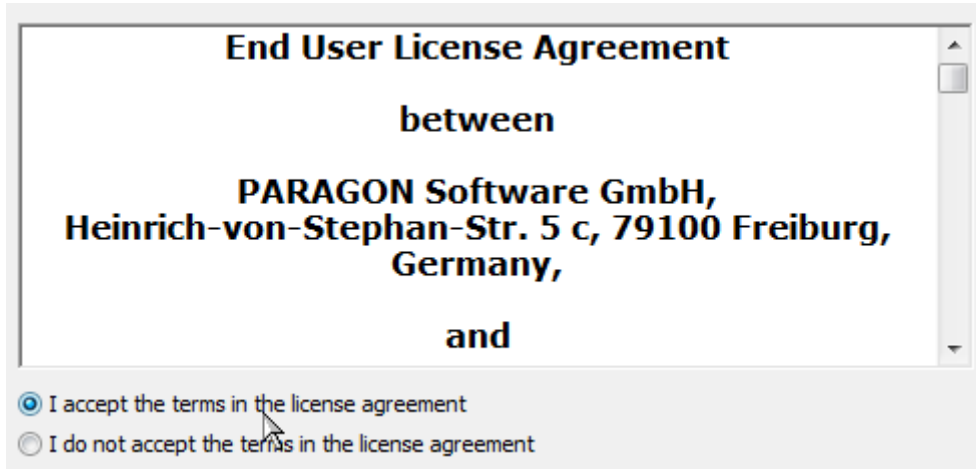 End User License Agreement
between
PARAGON Software GmbH,
Heinrich-von-Stephan-Str. 5 c, 79100 Freiburg,
Germany,
and
I accept the terms in the license agreement
I do not accept the terms in the license agreement